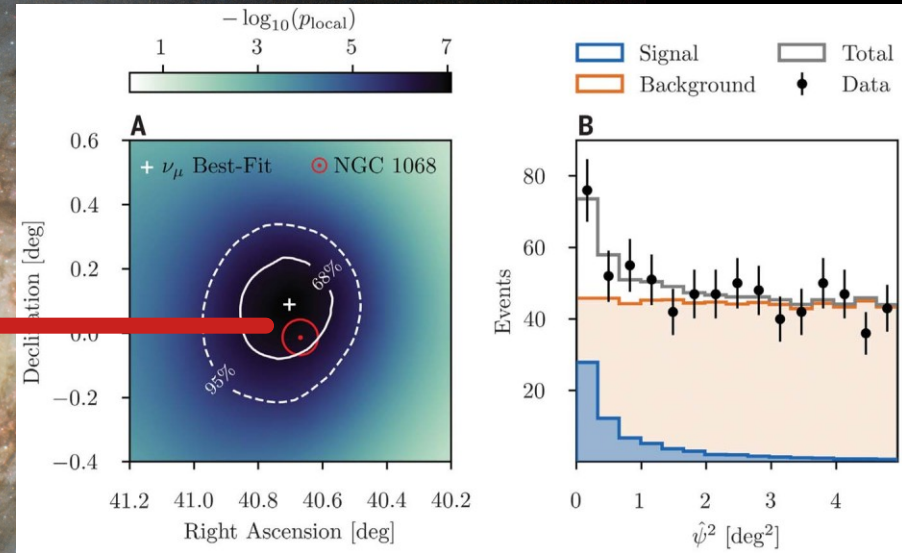 − log₁₀(p_local)
1 3 5 7
Signal
Background
Total
Data
A
0.6
0.4
0.2
0.0
−0.2
−0.4
Declination [deg]
ν_μ Best-Fit
NGC 1068
68%
95%
41.2 41.0 40.8 40.6 40.4 40.2
Right Ascension [deg]
B
80
60
40
20
Events
0 1 2 3 4
ψ̂² [deg²]